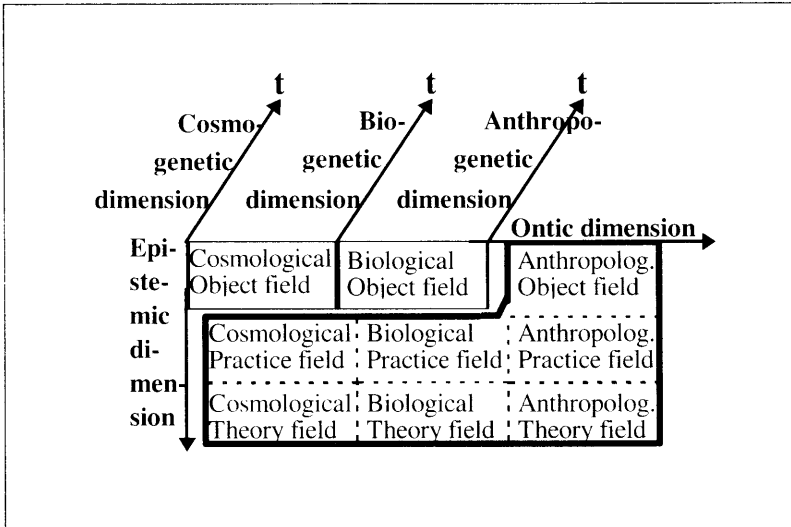 t t t
Cosmo- Bio- Anthropo-
genetic genetic genetic
dimension dimension dimension
Ontic dimension
Epi-
ste-
mic
di-
men-
sion
Cosmological Biological Anthropolog.
Object field Object field Object field
Cosmological Biological Anthropolog.
Practice field Practice field Practice field
Cosmological Biological Anthropolog.
Theory field Theory field Theory field